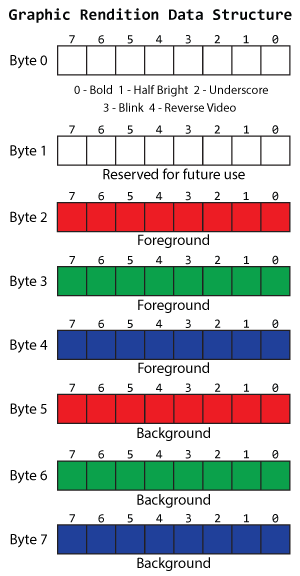 Graphic Rendition Data Structure
7 6 5 4 3 2 1 0
Byte 0
0 - Bold 1 - Half Bright 2 - Underscore
3 - Blink 4 - Reverse Video
7 6 5 4 3 2 1 0
Byte 1
Reserved for future use
7 6 5 4 3 2 1 0
Byte 2
Foreground
7 6 5 4 3 2 1 0
Byte 3
Foreground
7 6 5 4 3 2 1 0
Byte 4
Foreground
7 6 5 4 3 2 1 0
Byte 5
Background
7 6 5 4 3 2 1 0
Byte 6
Background
7 6 5 4 3 2 1 0
Byte 7
Background